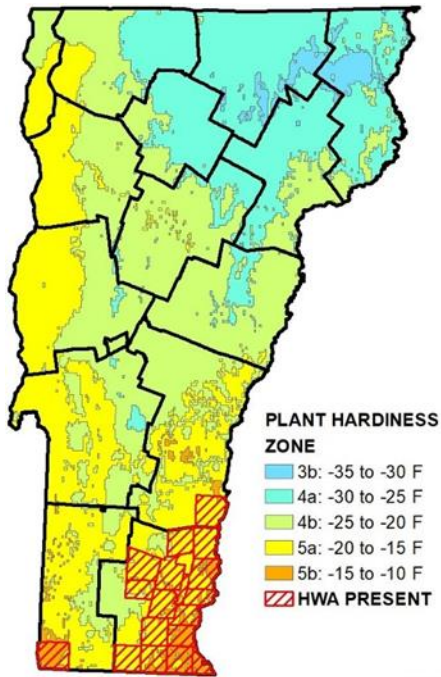 PLANT HARDINESS
ZONE
3b: -35 to -30 F
4a: -30 to -25 F
4b: -25 to -20 F
5a: -20 to -15 F
5b: -15 to -10 F
HWA PRESENT